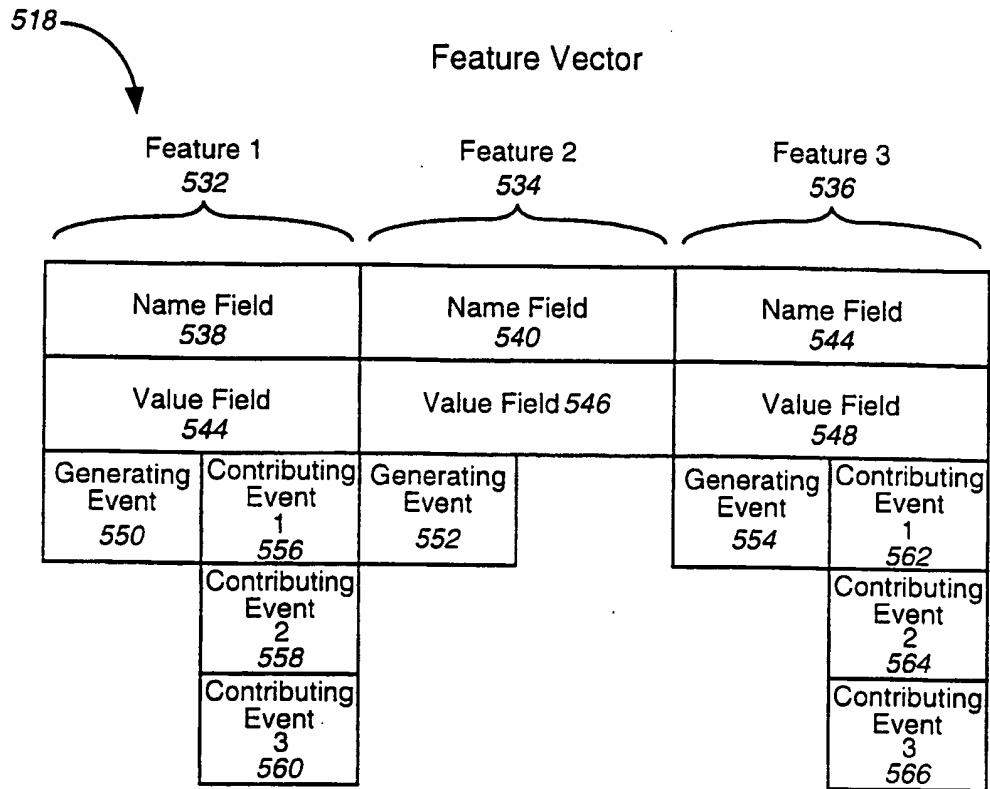 518
Feature Vector
Feature 1
532
Feature 2
534
Feature 3
536
Name Field
538
Name Field
540
Name Field
544
Value Field
544
Value Field 546
Value Field
548
Generating
Event
550
Contributing
Event
1
556
Generating
Event
552
Generating
Event
554
Contributing
Event
1
562
Contributing
Event
2
558
Contributing
Event
2
564
Contributing
Event
3
560
Contributing
Event
3
566